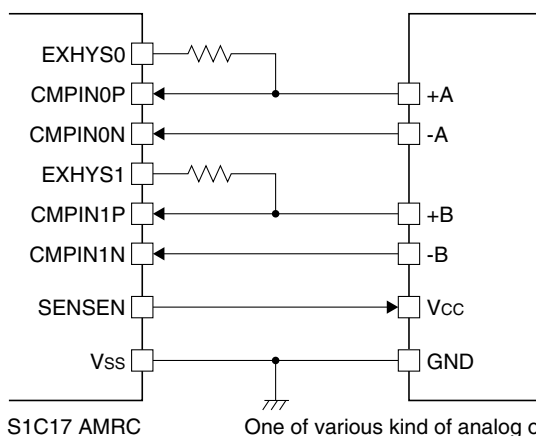 EXHYS0
CMPIN0P
+A
CMPIN0N
-A
EXHYS1
CMPIN1P
+B
CMPIN1N
-B
SENSEN
VCC
VSS
GND
S1C17 AMRC
One of various kind of analog